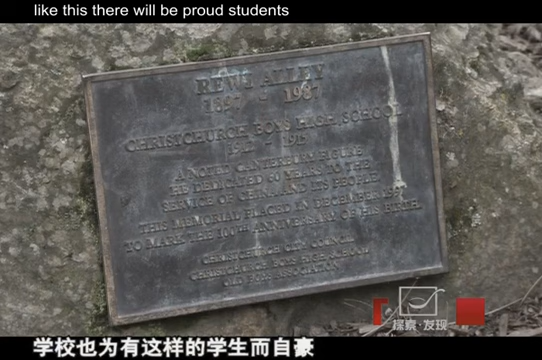 like this there will be proud students
REWI ALLEY
1897 - 1987
CHRISTCHURCH BOYS HIGH SCHOOL
1912 - 1915
A NOTED CANTERBURY FIGURE
HE DEDICATED 60 YEARS TO THE
SERVICE OF CHINA AND ITS PEOPLE
THIS MEMORIAL PLACED IN DECEMBER 1997
TO MARK THE 100TH ANNIVERSARY OF HIS BIRTH
CHRISTCHURCH CITY COUNCIL
CHRISTCHURCH BOYS HIGH SCHOOL
OLD BOYS ASSOCIATION
探索·发现
学校也为有这样的学生而自豪